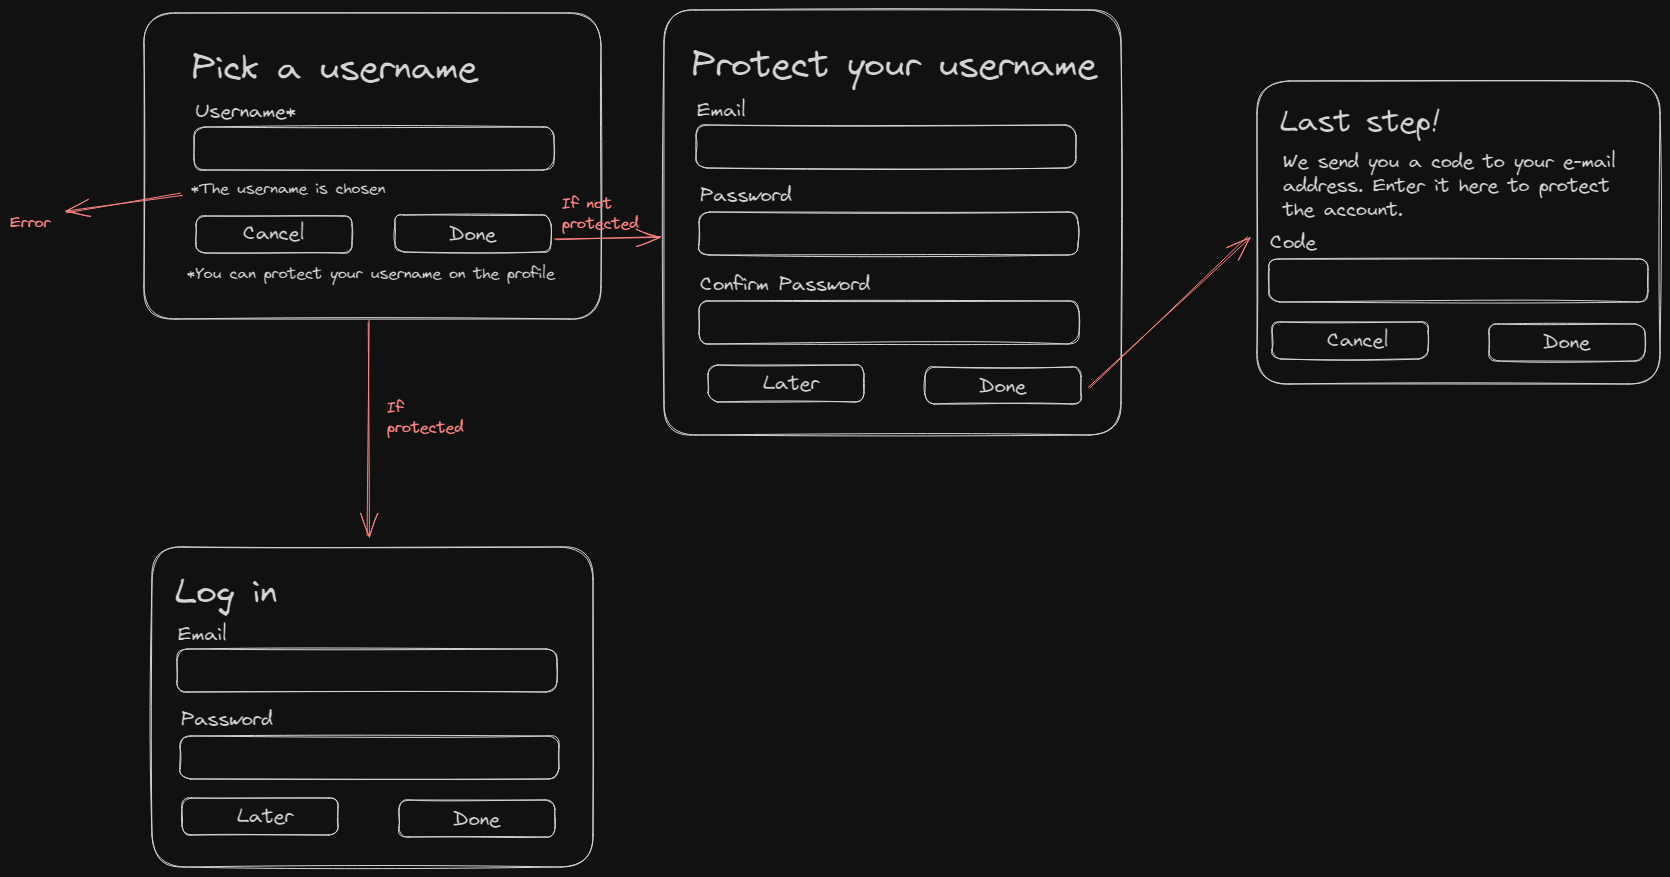 Pick a username
Username*
*The username is chosen
Error
Cancel
Done
*You can protect your username on the profile
If not
protected
Protect your username
Email
Password
Confirm Password
Later
Done
Last step!
We send you a code to your e-mail
address. Enter it here to protect
the account.
Code
Cancel
Done
If
protected
Log in
Email
Password
Later
Done